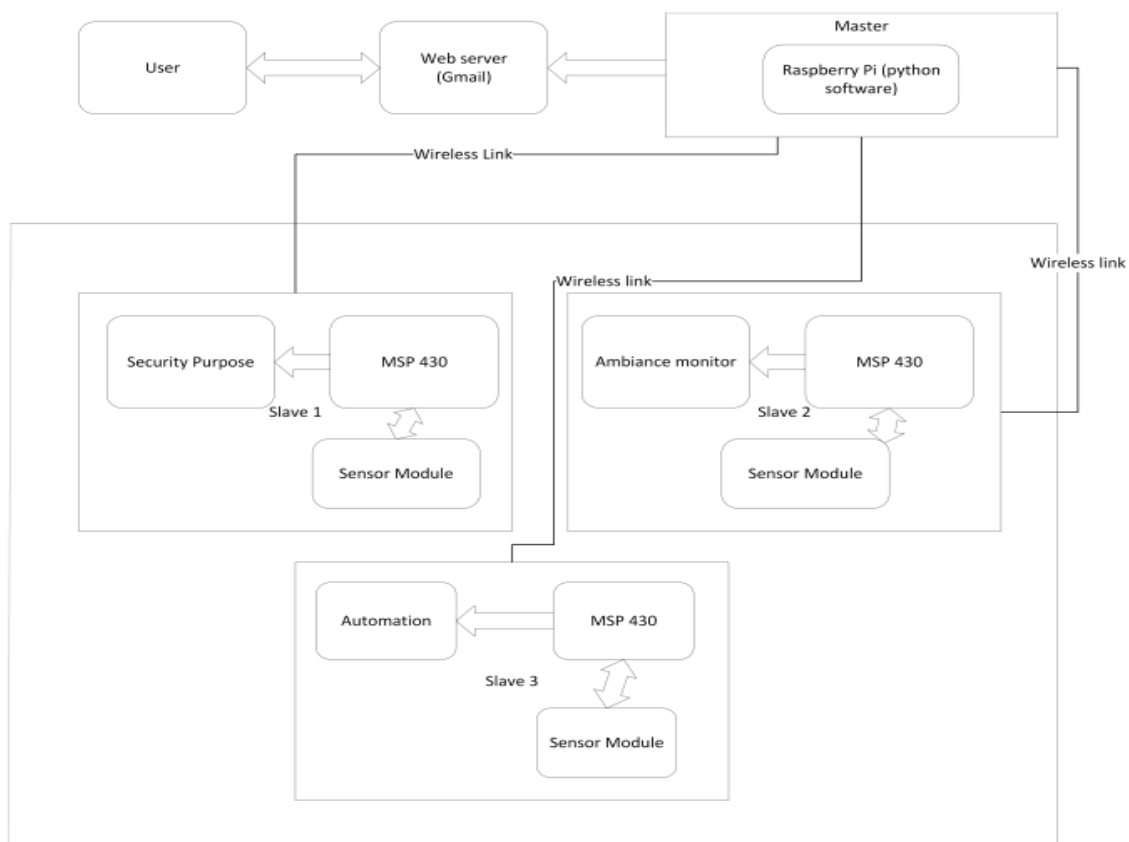 Master
User
Web server
(Gmail)
Raspberry Pi (python
software)
Wireless Link
Wireless link
Wireless link
Security Purpose
MSP 430
Slave 1
Sensor Module
Ambiance monitor
MSP 430
Slave 2
Sensor Module
Automation
MSP 430
Slave 3
Sensor Module